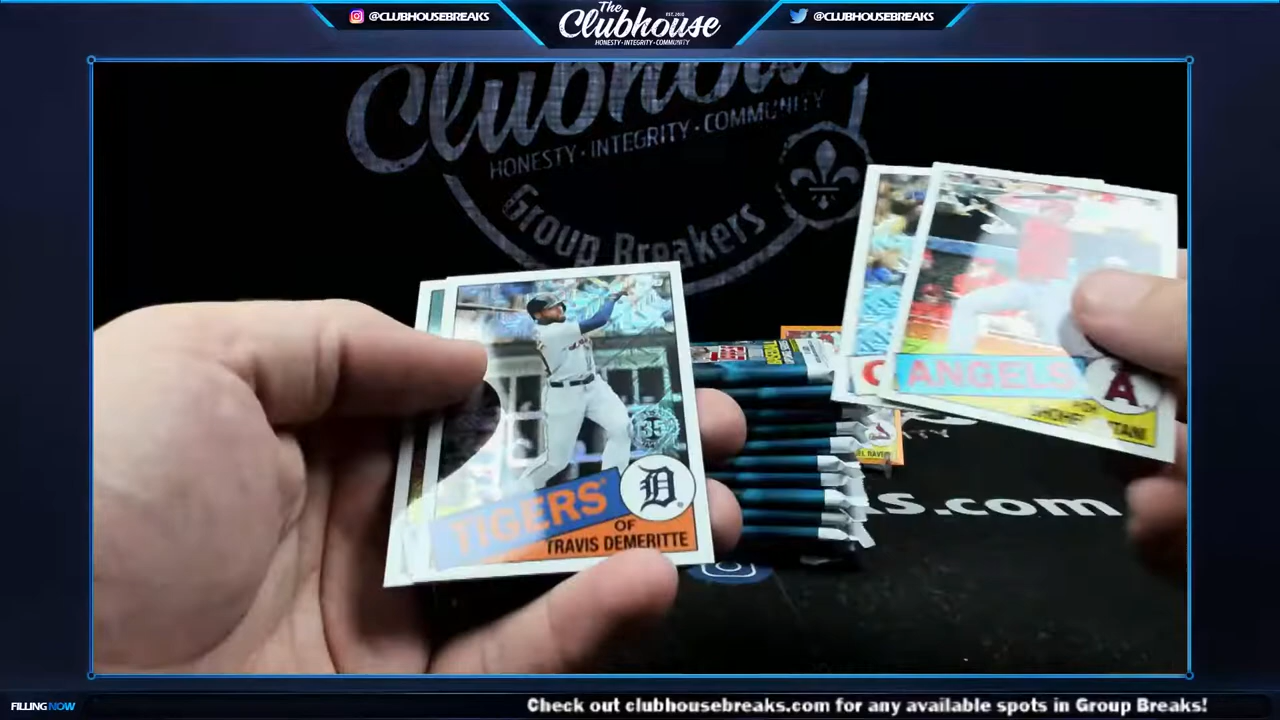 @CLUBHOUSEBREAKS
The
Clubhouse
HONESTY·INTEGRITY·COMMUNITY
@CLUBHOUSEBREAKS
Clubhouse
HONESTY · INTEGRITY · COMMUNITY
Group Breakers
35
D
TIGERS
OF
TRAVIS DEMERITTE
C
ANGELS
A
ks.com
FILLING NOW
Check out clubhousebreaks.com for any available spots in Group Breaks!